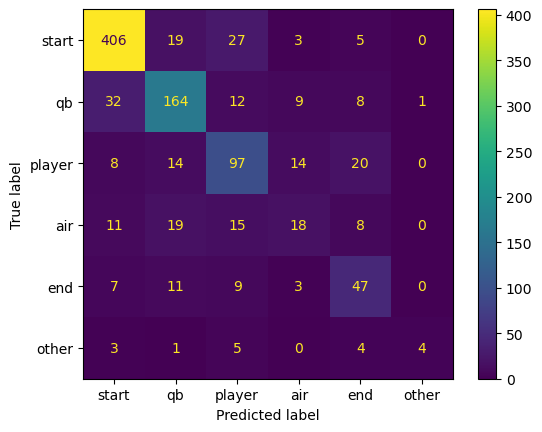 start 406 19 27 3 5 0
qb 32 164 12 9 8 1
player 8 14 97 14 20 0
air 11 19 15 18 8 0
end 7 11 9 3 47 0
other 3 1 5 0 4 4
start qb player air end other
Predicted label
True label
400
350
300
250
200
150
100
50
0